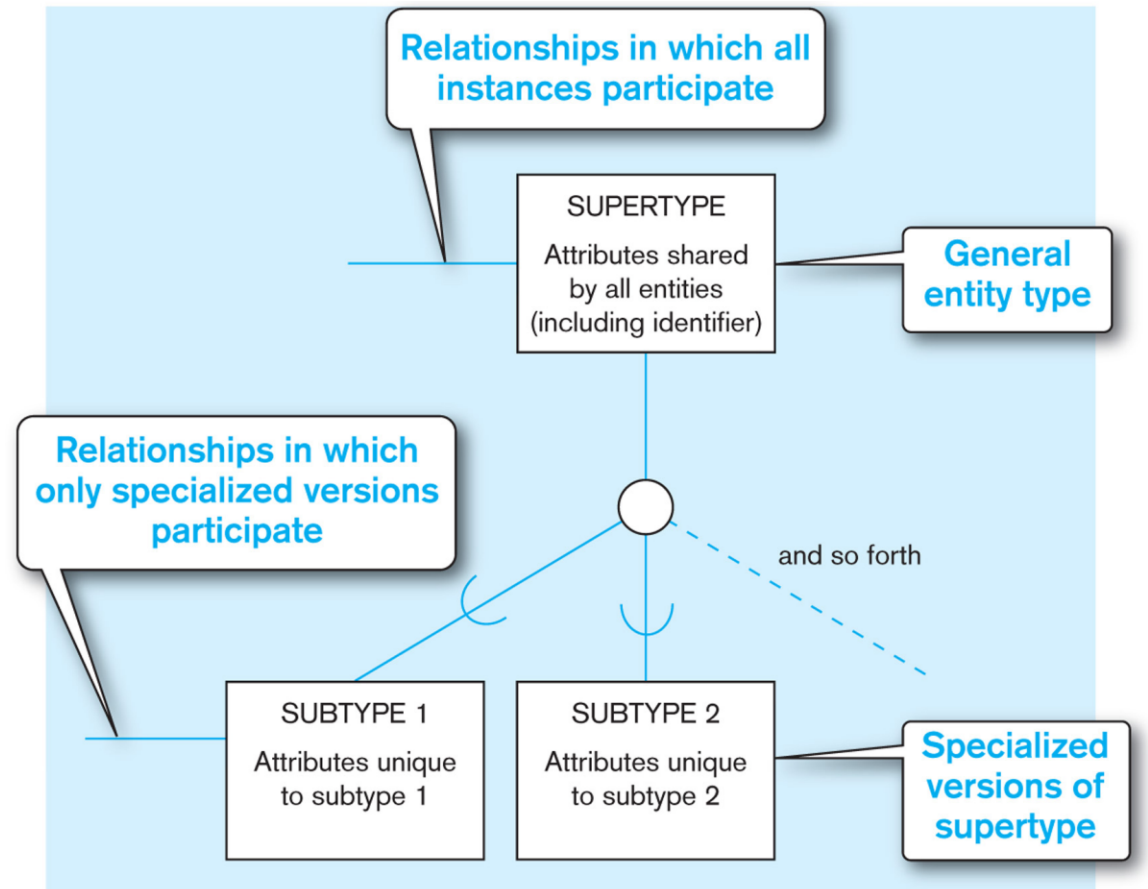 Relationships in which all
instances participate
SUPERTYPE
Attributes shared
by all entities
(including identifier)
General
entity type
Relationships in which
only specialized versions
participate
and so forth
SUBTYPE 1
Attributes unique
to subtype 1
SUBTYPE 2
Attributes unique
to subtype 2
Specialized
versions of
supertype